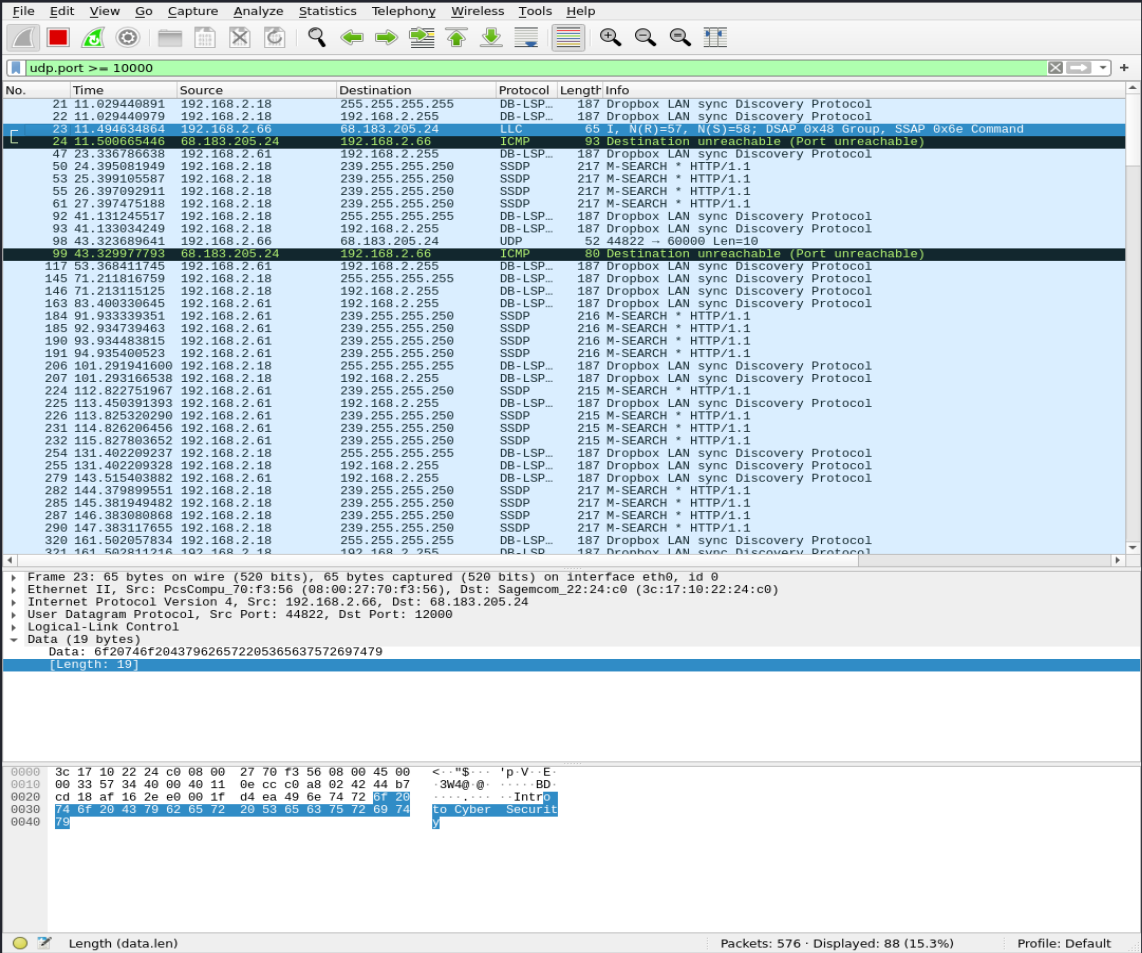 File Edit View Go Capture Analyze Statistics Telephony Wireless Tools Help
udp.port >= 10000
No. Time Source Destination Protocol Length Info
21 11.029440891 192.168.2.18 255.255.255.255 DB-LSP… 187 Dropbox LAN sync Discovery Protocol
22 11.029440979 192.168.2.18 192.168.2.255 DB-LSP… 187 Dropbox LAN sync Discovery Protocol
23 11.494634864 192.168.2.66 68.183.205.24 LLC 65 I, N(R)=57, N(S)=58; DSAP 0x48 Group, SSAP 0x6e Command
24 11.500665446 68.183.205.24 192.168.2.66 ICMP 93 Destination unreachable (Port unreachable)
47 23.336786638 192.168.2.61 192.168.2.255 DB-LSP… 187 Dropbox LAN sync Discovery Protocol
50 24.395081949 192.168.2.18 239.255.255.250 SSDP 217 M-SEARCH * HTTP/1.1
53 25.399105587 192.168.2.18 239.255.255.250 SSDP 217 M-SEARCH * HTTP/1.1
55 26.397092911 192.168.2.18 239.255.255.250 SSDP 217 M-SEARCH * HTTP/1.1
61 27.397475188 192.168.2.18 239.255.255.250 SSDP 217 M-SEARCH * HTTP/1.1
92 41.131245517 192.168.2.18 255.255.255.255 DB-LSP… 187 Dropbox LAN sync Discovery Protocol
93 41.133034249 192.168.2.18 192.168.2.255 DB-LSP… 187 Dropbox LAN sync Discovery Protocol
98 43.323689641 192.168.2.66 68.183.205.24 UDP 52 44822 → 60000 Len=10
99 43.329977793 68.183.205.24 192.168.2.66 ICMP 80 Destination unreachable (Port unreachable)
117 53.368411745 192.168.2.61 192.168.2.255 DB-LSP… 187 Dropbox LAN sync Discovery Protocol
145 71.211816759 192.168.2.18 255.255.255.255 DB-LSP… 187 Dropbox LAN sync Discovery Protocol
146 71.213115125 192.168.2.18 192.168.2.255 DB-LSP… 187 Dropbox LAN sync Discovery Protocol
163 83.400330645 192.168.2.61 192.168.2.255 DB-LSP… 187 Dropbox LAN sync Discovery Protocol
184 91.933339351 192.168.2.61 239.255.255.250 SSDP 216 M-SEARCH * HTTP/1.1
185 92.934739463 192.168.2.61 239.255.255.250 SSDP 216 M-SEARCH * HTTP/1.1
190 93.934483815 192.168.2.61 239.255.255.250 SSDP 216 M-SEARCH * HTTP/1.1
191 94.935400523 192.168.2.61 239.255.255.250 SSDP 216 M-SEARCH * HTTP/1.1
206 101.291941600 192.168.2.18 255.255.255.255 DB-LSP… 187 Dropbox LAN sync Discovery Protocol
207 101.293166538 192.168.2.18 192.168.2.255 DB-LSP… 187 Dropbox LAN sync Discovery Protocol
224 112.822751967 192.168.2.61 239.255.255.250 SSDP 215 M-SEARCH * HTTP/1.1
225 113.450391393 192.168.2.61 192.168.2.255 DB-LSP… 187 Dropbox LAN sync Discovery Protocol
226 113.825320290 192.168.2.61 239.255.255.250 SSDP 215 M-SEARCH * HTTP/1.1
231 114.826206456 192.168.2.61 239.255.255.250 SSDP 215 M-SEARCH * HTTP/1.1
232 115.827803652 192.168.2.61 239.255.255.250 SSDP 215 M-SEARCH * HTTP/1.1
254 131.402209237 192.168.2.18 255.255.255.255 DB-LSP… 187 Dropbox LAN sync Discovery Protocol
255 131.402209328 192.168.2.18 192.168.2.255 DB-LSP… 187 Dropbox LAN sync Discovery Protocol
279 143.515403882 192.168.2.61 192.168.2.255 DB-LSP… 187 Dropbox LAN sync Discovery Protocol
282 144.379899551 192.168.2.18 239.255.255.250 SSDP 217 M-SEARCH * HTTP/1.1
285 145.381949482 192.168.2.18 239.255.255.250 SSDP 217 M-SEARCH * HTTP/1.1
287 146.383080868 192.168.2.18 239.255.255.250 SSDP 217 M-SEARCH * HTTP/1.1
290 147.383117655 192.168.2.18 239.255.255.250 SSDP 217 M-SEARCH * HTTP/1.1
320 161.502057834 192.168.2.18 255.255.255.255 DB-LSP… 187 Dropbox LAN sync Discovery Protocol
321 161.502811216 192.168.2.18 192.168.2.255 DB-LSP… 187 Dropbox LAN sync Discovery Protocol
Frame 23: 65 bytes on wire (520 bits), 65 bytes captured (520 bits) on interface eth0, id 0
Ethernet II, Src: PcsCompu_70:f3:56 (08:00:27:70:f3:56), Dst: Sagemcom_22:24:c0 (3c:17:10:22:24:c0)
Internet Protocol Version 4, Src: 192.168.2.66, Dst: 68.183.205.24
User Datagram Protocol, Src Port: 44822, Dst Port: 12000
Logical-Link Control
Data (19 bytes)
Data: 6f20746f204379626572205365637572697479
[Length: 19]
0000 3c 17 10 22 24 c0 08 00 27 70 f3 56 08 00 45 00 <··"$··· 'p·V··E·
0010 00 33 57 34 40 00 40 11 0e cc c0 a8 02 42 44 b7 ·3W4@·@· ·····BD·
0020 cd 18 af 16 2e e0 00 1f d4 ea 49 6e 74 72 6f 20 ····.··· ··Intro
0030 74 6f 20 43 79 62 65 72 20 53 65 63 75 72 69 74 to Cyber Securit
0040 79 y
Length (data.len) Packets: 576 · Displayed: 88 (15.3%) Profile: Default